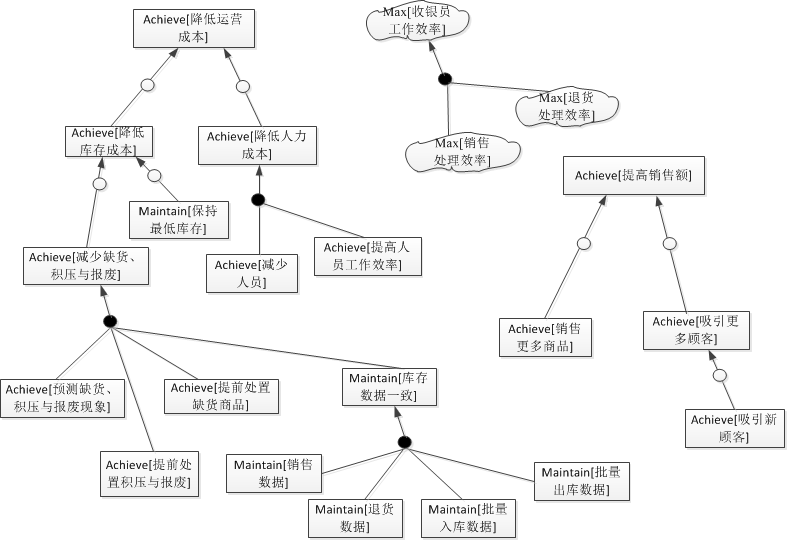 Achieve[降低运营
成本]
Max[收银员
工作效率]
Max[退货
处理效率]
Max[销售
处理效率]
Achieve[降低
库存成本]
Achieve[降低人力
成本]
Achieve[提高销售额]
Maintain[保持
最低库存]
Achieve[减少缺货、
积压与报废]
Achieve[减少
人员]
Achieve[提高人
员工作效率]
Achieve[销售
更多商品]
Achieve[吸引更
多顾客]
Achieve[预测缺货、
积压与报废现象]
Achieve[提前处置
缺货商品]
Maintain[库存
数据一致]
Achieve[吸引新
顾客]
Achieve[提前处
置积压与报废]
Maintain[销售
数据]
Maintain[退货
数据]
Maintain[批量
入库数据]
Maintain[批量
出库数据]